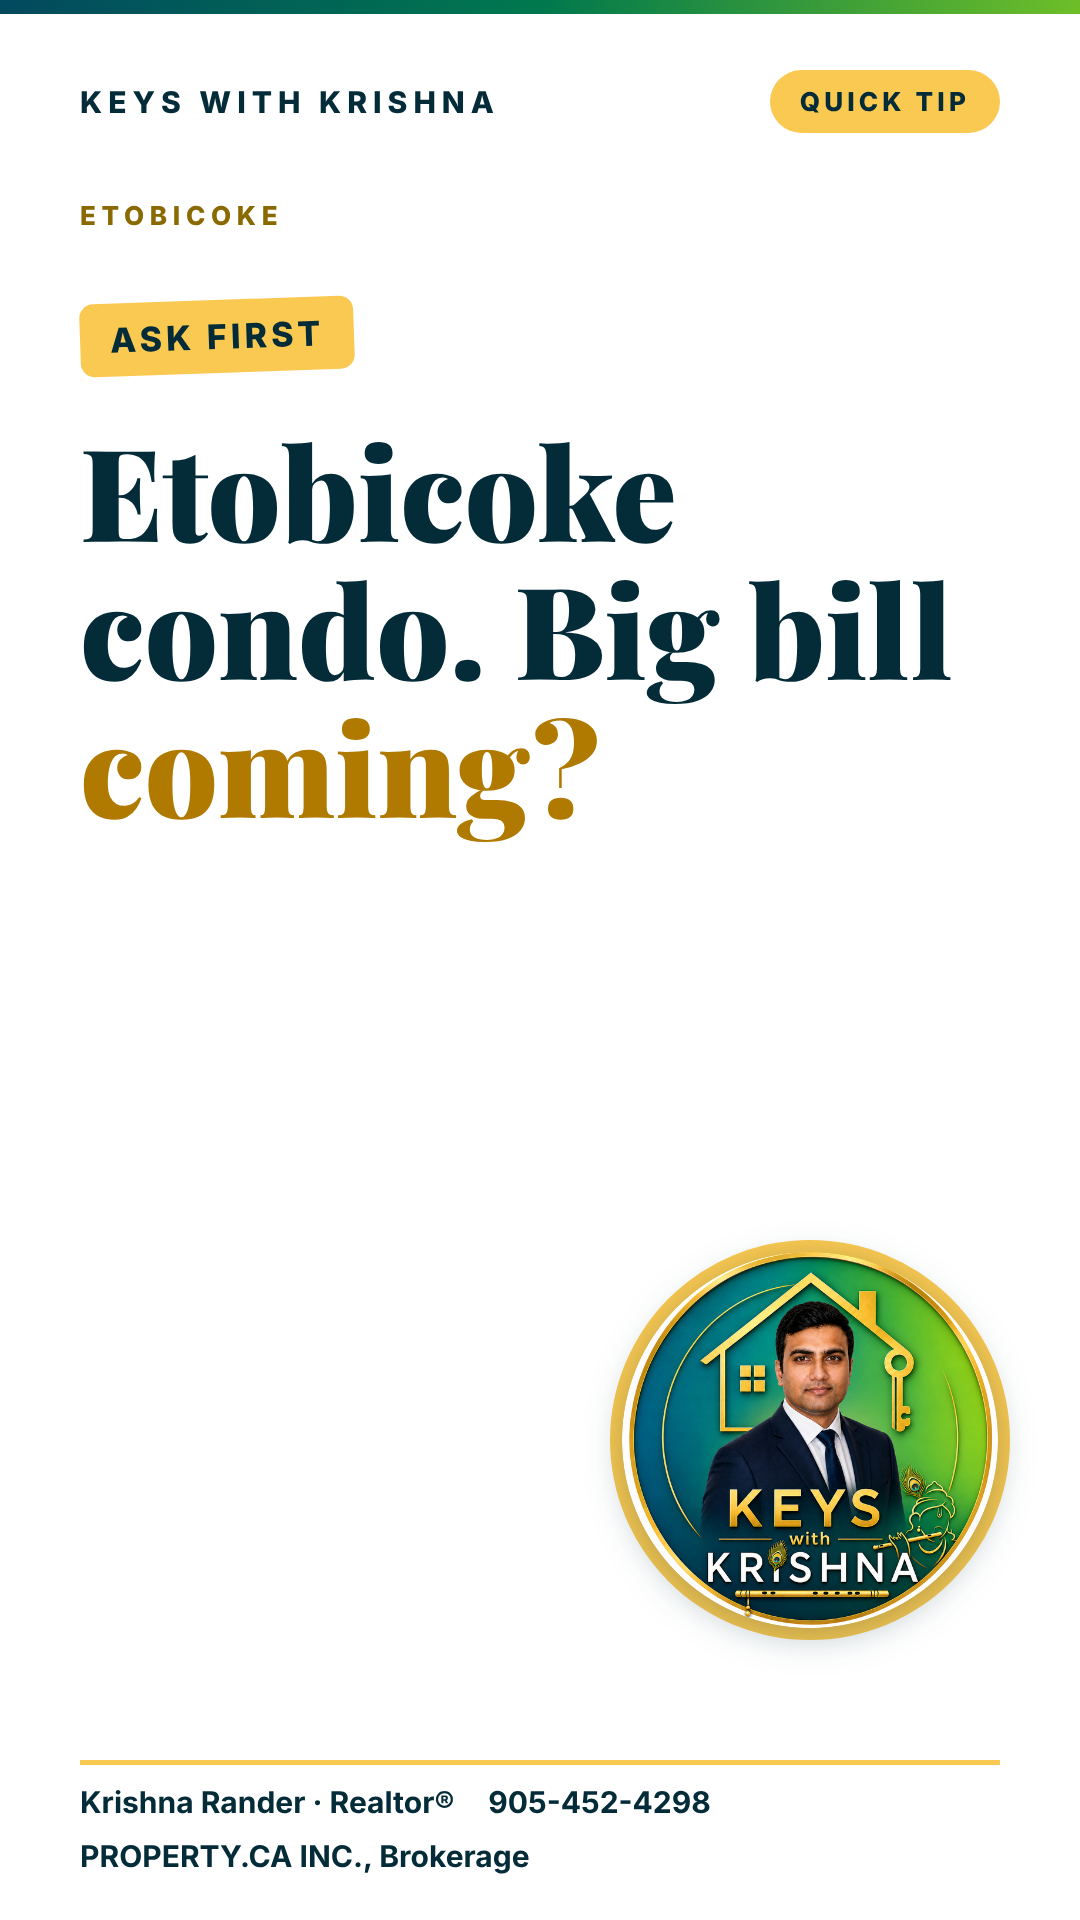 KEYS WITH KRISHNA
QUICK TIP
ETOBICOKE
ASK FIRST
Etobicoke
condo. Big bill
coming?
KEYS
with
KRISHNA
Krishna Rander · Realtor® 905-452-4298
PROPERTY.CA INC., Brokerage